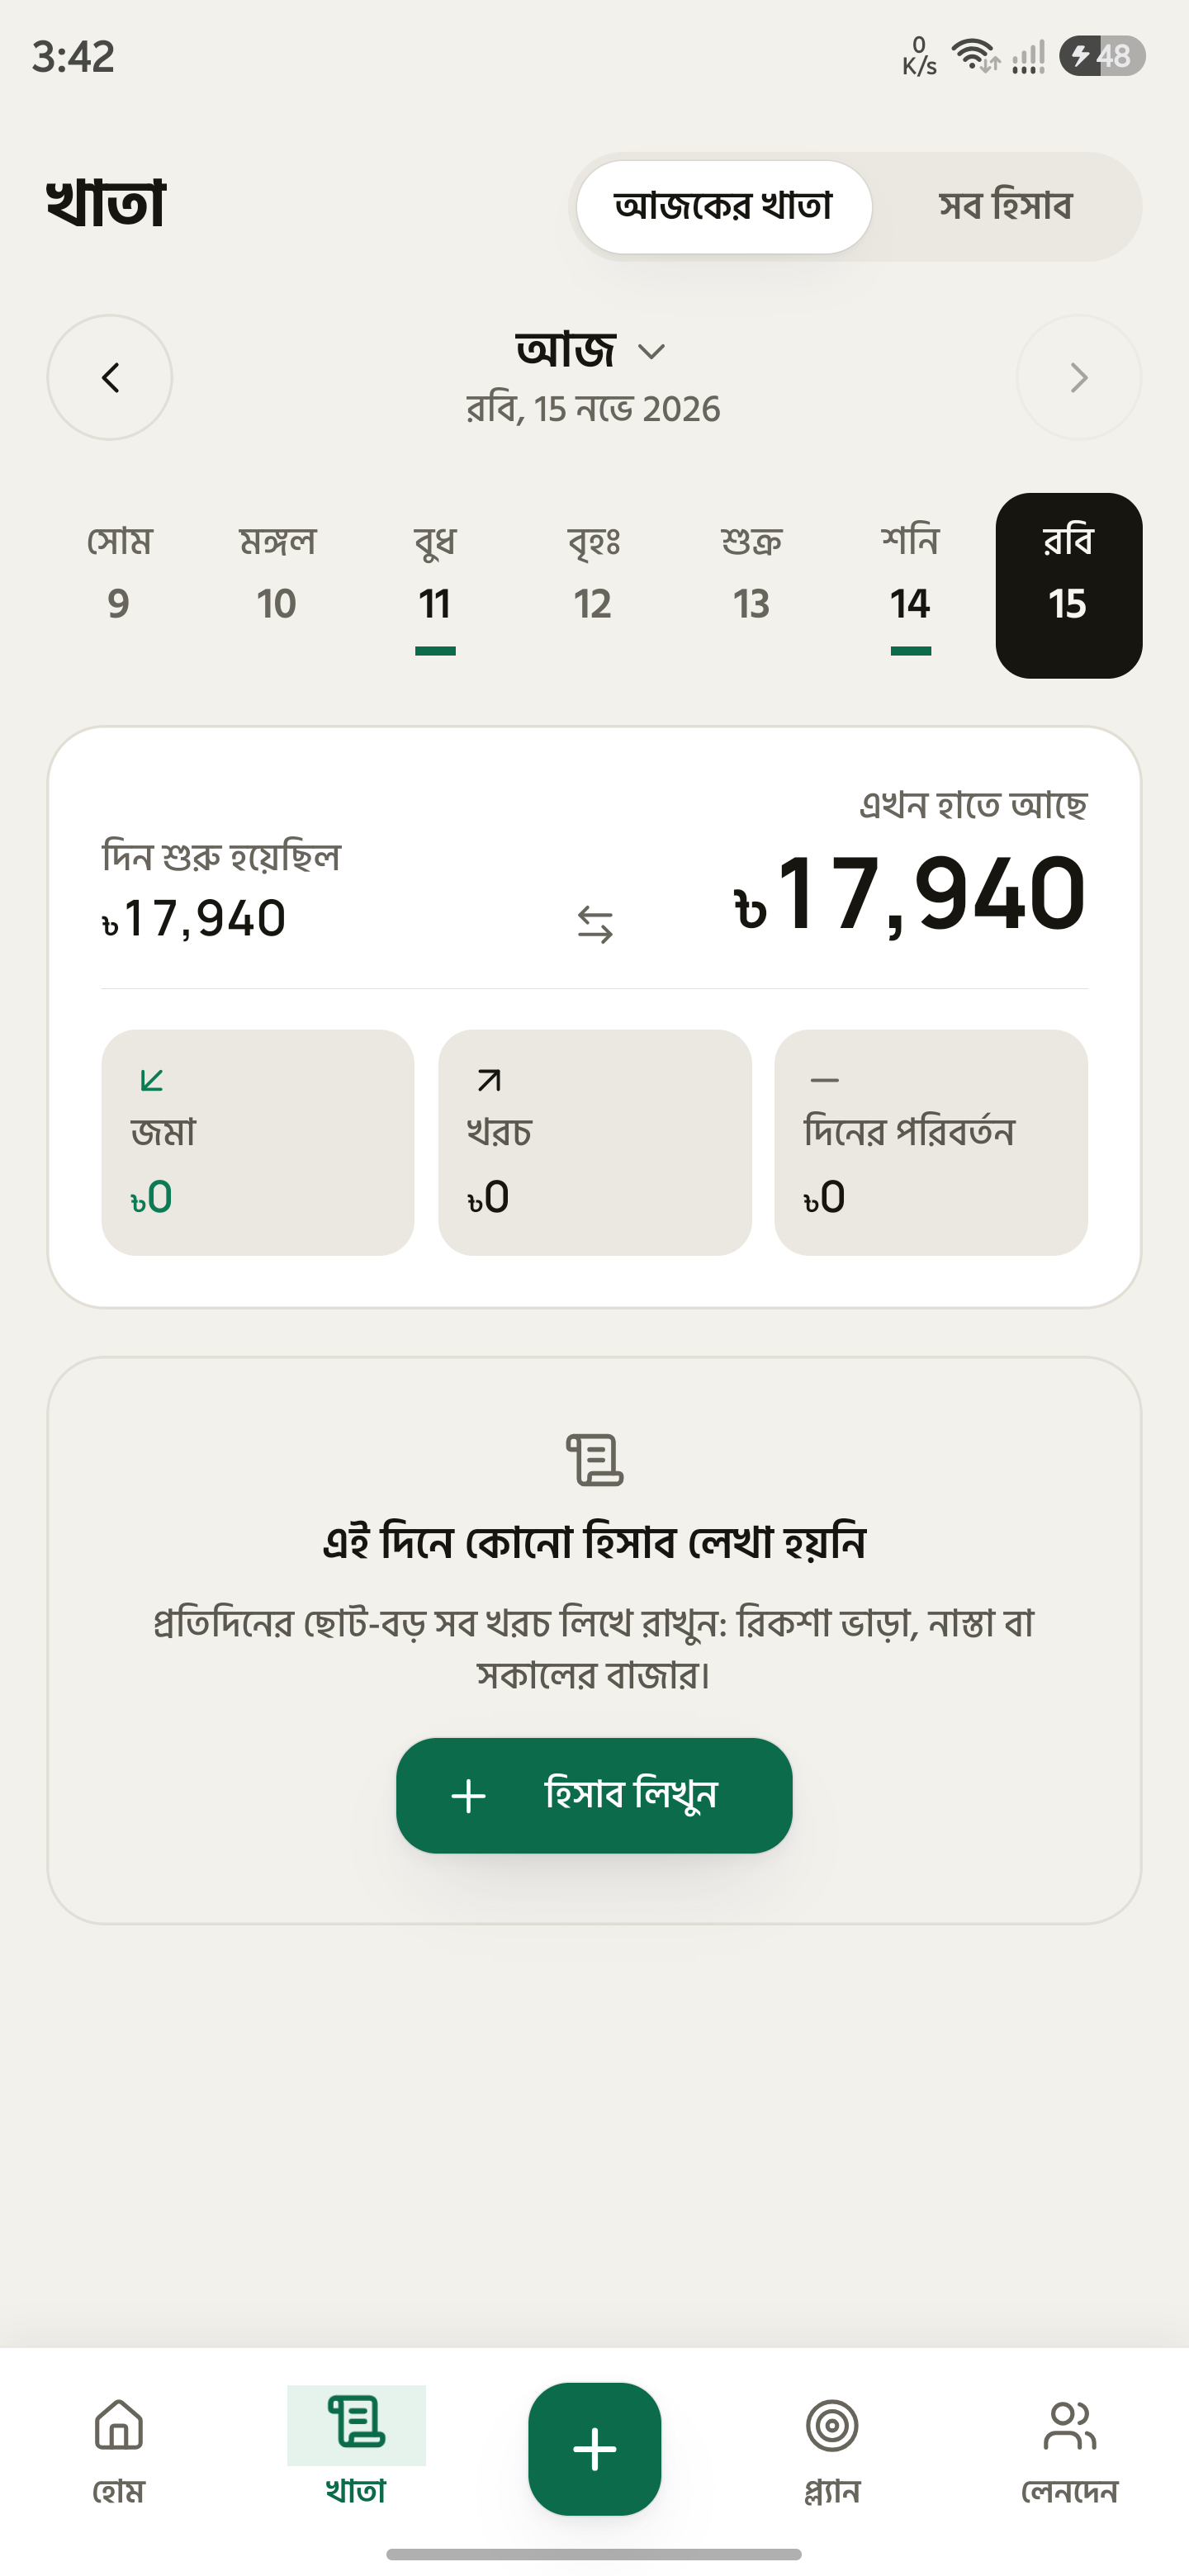 3:42
0 K/s
48
খাতা
আজকের খাতা
সব হিসাব
আজ
রবি, 15 নভে 2026
সোম মঙ্গল বুধ বৃহঃ শুক্র শনি রবি
9 10 11 12 13 14 15
এখন হাতে আছে
দিন শুরু হয়েছিল
৳17,940
৳17,940
জমা খরচ দিনের পরিবর্তন
৳0 ৳0 ৳0
এই দিনে কোনো হিসাব লেখা হয়নি
প্রতিদিনের ছোট-বড় সব খরচ লিখে রাখুন: রিকশা ভাড়া, নাস্তা বা
সকালের বাজার।
হিসাব লিখুন
হোম খাতা প্ল্যান লেনদেন